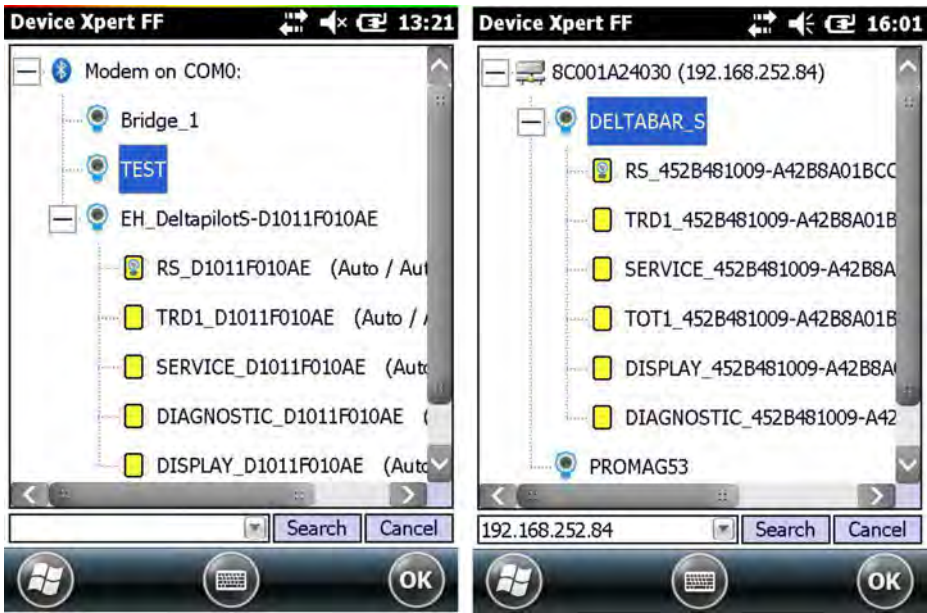 Device Xpert FF 13:21
Modem on COM0:
Bridge_1
TEST
EH_DeltapilotS-D1011F010AE
RS_D1011F010AE (Auto / Aut
TRD1_D1011F010AE (Auto /
SERVICE_D1011F010AE (Auto
DIAGNOSTIC_D1011F010AE (
DISPLAY_D1011F010AE (Auto
Search Cancel
OK
Device Xpert FF 16:01
8C001A24030 (192.168.252.84)
DELTABAR_S
RS_452B481009-A42B8A01BCC
TRD1_452B481009-A42B8A01B
SERVICE_452B481009-A42B8A
TOT1_452B481009-A42B8A01B
DISPLAY_452B481009-A42B8A
DIAGNOSTIC_452B481009-A42
PROMAG53
192.168.252.84 Search Cancel
OK